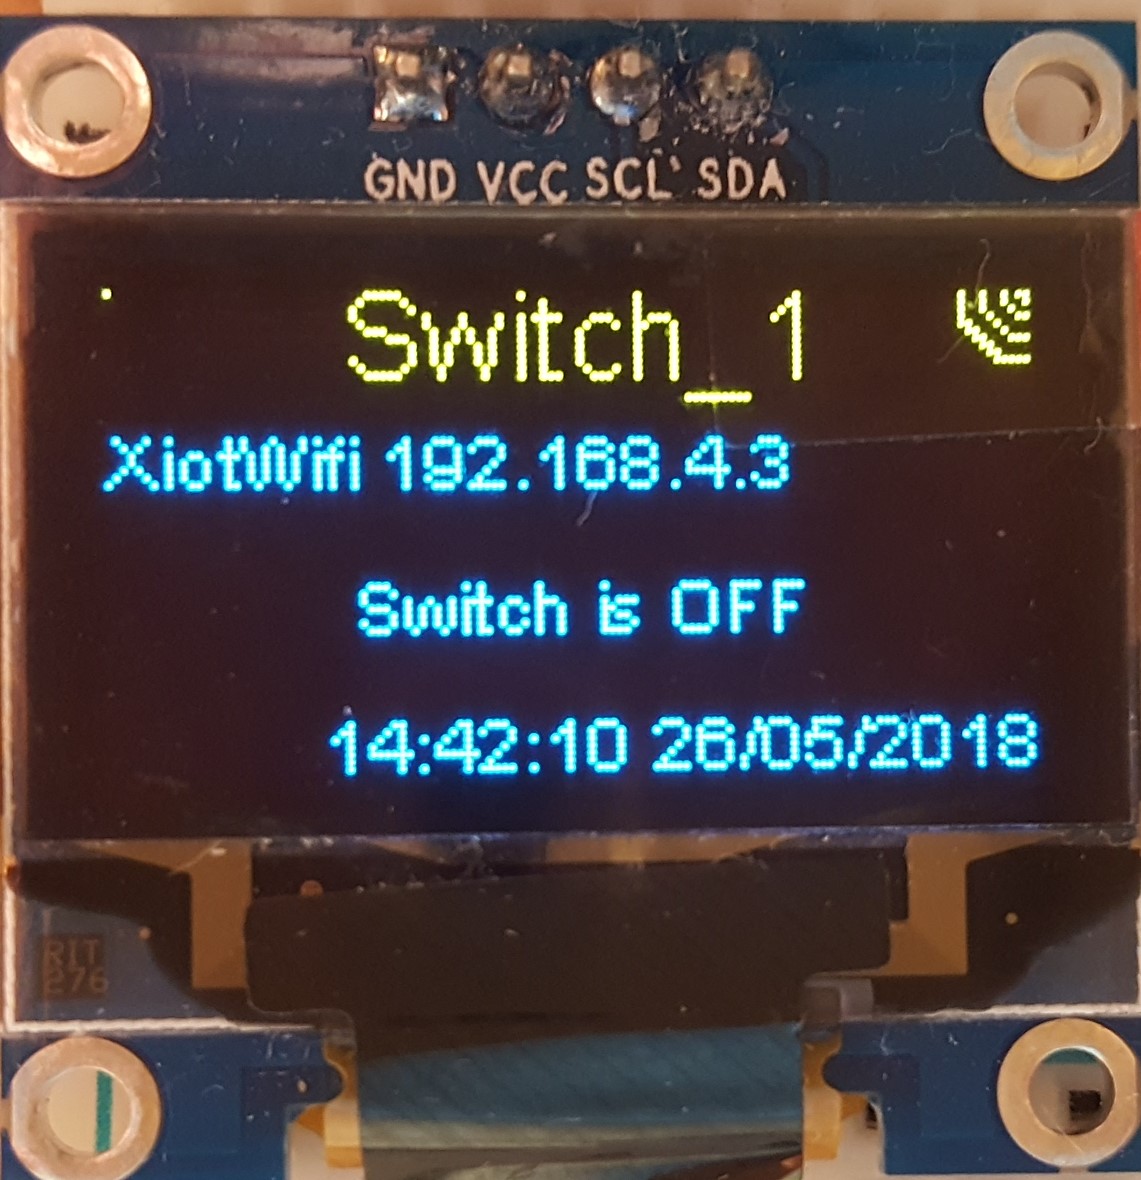 GND VCC SCL SDA
Switch_1
XiotWifi 192.168.4.3
Switch is OFF
14:42:10 26/05/2018
RIT
276